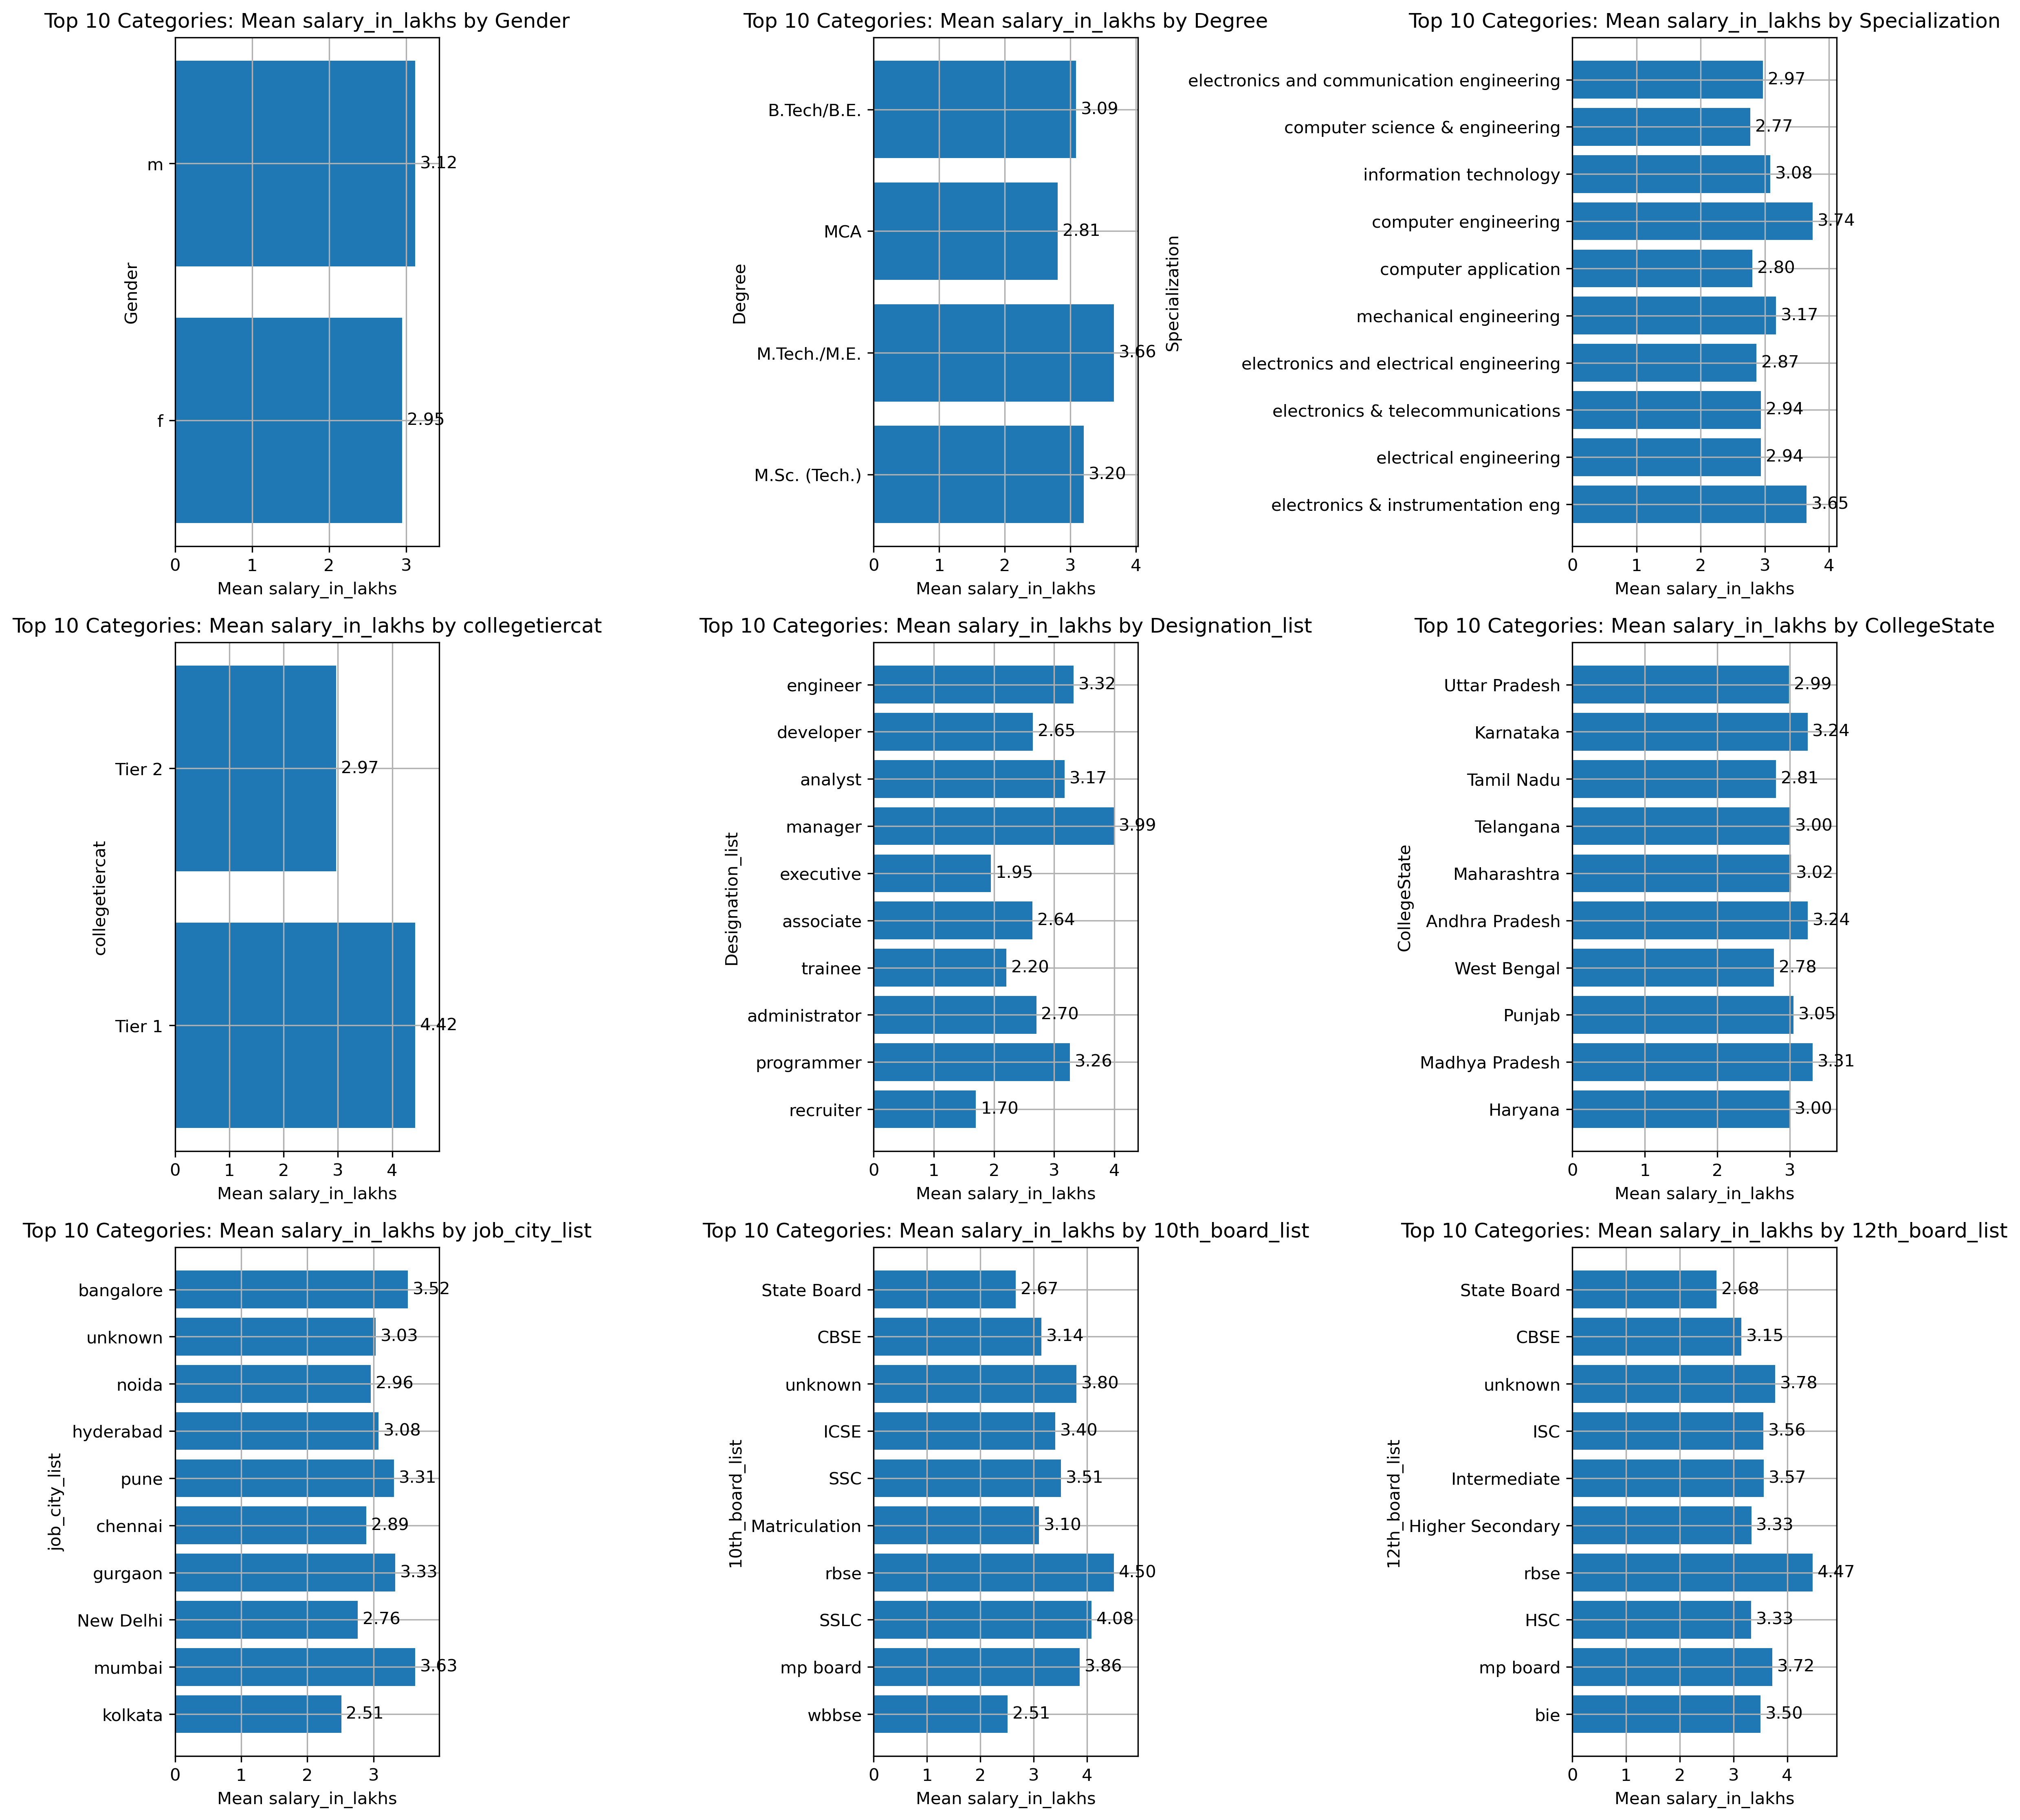 Top 10 Categories: Mean salary_in_lakhs by Gender
Gender
m
3.12
f
2.95
0 1 2 3
Mean salary_in_lakhs
Top 10 Categories: Mean salary_in_lakhs by Degree
Degree
B.Tech/B.E.
3.09
MCA
2.81
M.Tech./M.E.
3.66
M.Sc. (Tech.)
3.20
0 1 2 3 4
Mean salary_in_lakhs
Top 10 Categories: Mean salary_in_lakhs by Specialization
Specialization
electronics and communication engineering
2.97
computer science & engineering
2.77
information technology
3.08
computer engineering
3.74
computer application
2.80
mechanical engineering
3.17
electronics and electrical engineering
2.87
electronics & telecommunications
2.94
electrical engineering
2.94
electronics & instrumentation eng
3.65
0 1 2 3 4
Mean salary_in_lakhs
Top 10 Categories: Mean salary_in_lakhs by collegetiercat
collegetiercat
Tier 2
2.97
Tier 1
4.42
0 1 2 3 4
Mean salary_in_lakhs
Top 10 Categories: Mean salary_in_lakhs by Designation_list
Designation_list
engineer
3.32
developer
2.65
analyst
3.17
manager
3.99
executive
1.95
associate
2.64
trainee
2.20
administrator
2.70
programmer
3.26
recruiter
1.70
0 1 2 3 4
Mean salary_in_lakhs
Top 10 Categories: Mean salary_in_lakhs by CollegeState
CollegeState
Uttar Pradesh
2.99
Karnataka
3.24
Tamil Nadu
2.81
Telangana
3.00
Maharashtra
3.02
Andhra Pradesh
3.24
West Bengal
2.78
Punjab
3.05
Madhya Pradesh
3.31
Haryana
3.00
0 1 2 3
Mean salary_in_lakhs
Top 10 Categories: Mean salary_in_lakhs by job_city_list
job_city_list
bangalore
3.52
unknown
3.03
noida
2.96
hyderabad
3.08
pune
3.31
chennai
2.89
gurgaon
3.33
New Delhi
2.76
mumbai
3.63
kolkata
2.51
0 1 2 3
Mean salary_in_lakhs
Top 10 Categories: Mean salary_in_lakhs by 10th_board_list
10th_board_list
State Board
2.67
CBSE
3.14
unknown
3.80
ICSE
3.40
SSC
3.51
Matriculation
3.10
rbse
4.50
SSLC
4.08
mp board
3.86
wbbse
2.51
0 1 2 3 4
Mean salary_in_lakhs
Top 10 Categories: Mean salary_in_lakhs by 12th_board_list
12th_board_list
State Board
2.68
CBSE
3.15
unknown
3.78
ISC
3.56
Intermediate
3.57
Higher Secondary
3.33
rbse
4.47
HSC
3.33
mp board
3.72
bie
3.50
0 1 2 3 4
Mean salary_in_lakhs